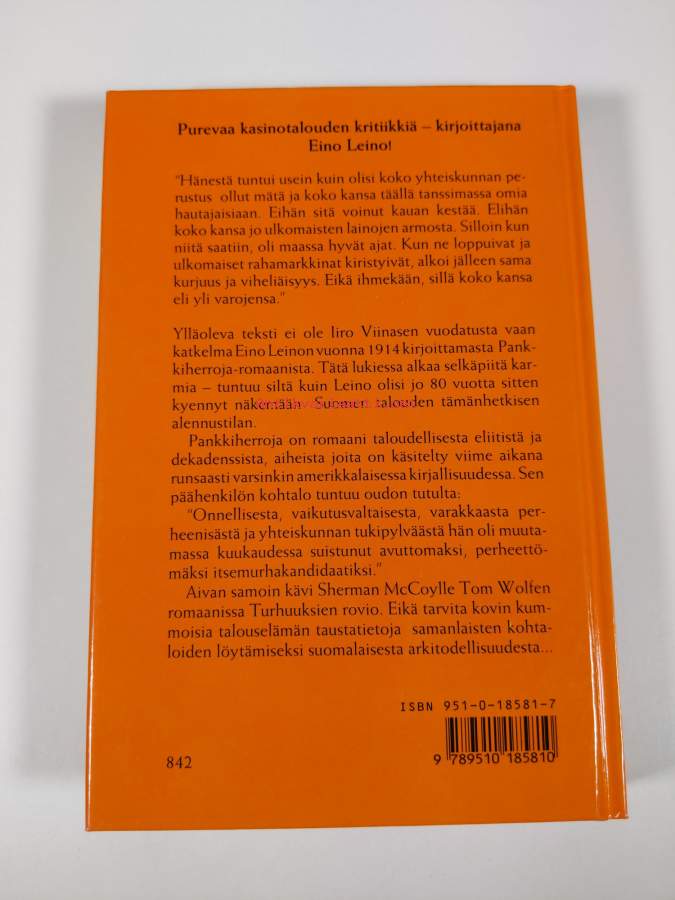 Purevaa kasinotalouden kritiikkiä – kirjoittajana
Eino Leino!
"Hänestä tuntui usein kuin olisi koko yhteiskunnan pe-
rustus ollut mätä ja koko kansa täällä tanssimassa omia
hautajaisiaan. Eihän sitä voinut kauan kestää. Elihän
koko kansa jo ulkomaisten lainojen armosta. Silloin kun
niitä saatiin, oli maassa hyvät ajat. Kun ne loppuivat ja
ulkomaiset rahamarkkinat kiristyivät, alkoi jälleen sama
kurjuus ja viheliäisyys. Eikä ihmekään, sillä koko kansa
eli yli varojensa."
Ylläoleva teksti ei ole Iiro Viinasen vuodatusta vaan
katkelma Eino Leinon vuonna 1914 kirjoittamasta Pank-
kiherroja-romaanista. Tätä lukiessa alkaa selkäpiitä kar-
mia – tuntuu siltä kuin Leino olisi jo 80 vuotta sitten
kyennyt näkemään Suomen talouden tämänhetkisen
alennustilan.
Pankkiherroja on romaani taloudellisesta eliitistä ja
dekadenssista, aiheista joita on käsitelty viime aikana
runsaasti varsinkin amerikkalaisessa kirjallisuudessa. Sen
päähenkilön kohtalo tuntuu oudon tutulta:
"Onnellisesta, vaikutusvaltaisesta, varakkaasta per-
heenisästä ja yhteiskunnan tukipylväästä hän oli muuta-
massa kuukaudessa suistunut avuttomaksi, perheettö-
mäksi itsemurhakandidaatiksi."
Aivan samoin kävi Sherman McCoylle Tom Wolfen
romaanissa Turhuuksien rovio. Eikä tarvita kovin kum-
moisia talouselämän taustatietoja samanlaisten kohta-
loiden löytämiseksi suomalaisesta arkitodellisuudesta...
ISBN 951-0-18581-7
842
9 789510 185810